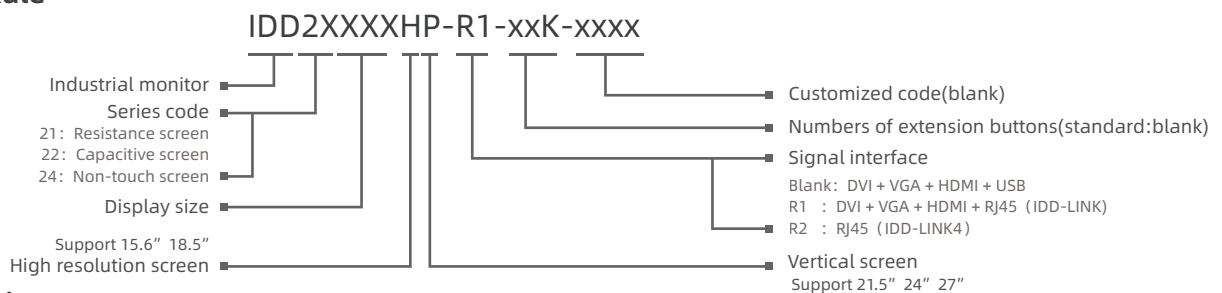 IDD2XXXXHP-R1-xxK-xxxx
Industrial monitor
Series code
21: Resistance screen
22: Capacitive screen
24: Non-touch screen
Display size
Support 15.6” 18.5”
High resolution screen
Customized code(blank)
Numbers of extension buttons(standard:blank)
Signal interface
Blank: DVI + VGA + HDMI + USB
R1 : DVI + VGA + HDMI + RJ45 (IDD-LINK)
R2 : RJ45 (IDD-LINK4)
Vertical screen
Support 21.5” 24” 27”